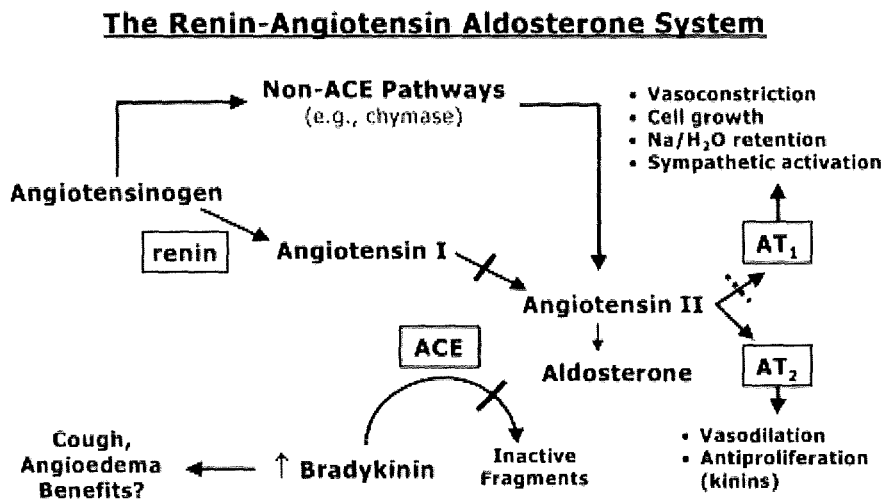 The Renin-Angiotensin Aldosterone System
Non-ACE Pathways
(e.g., chymase)
• Vasoconstriction
• Cell growth
• Na/H₂O retention
• Sympathetic activation
Angiotensinogen
renin
Angiotensin I
AT₁
Angiotensin II
ACE
Aldosterone
AT₂
Cough,
Angioedema
Benefits?
↑ Bradykinin
Inactive
Fragments
• Vasodilation
• Antiproliferation
(kinins)